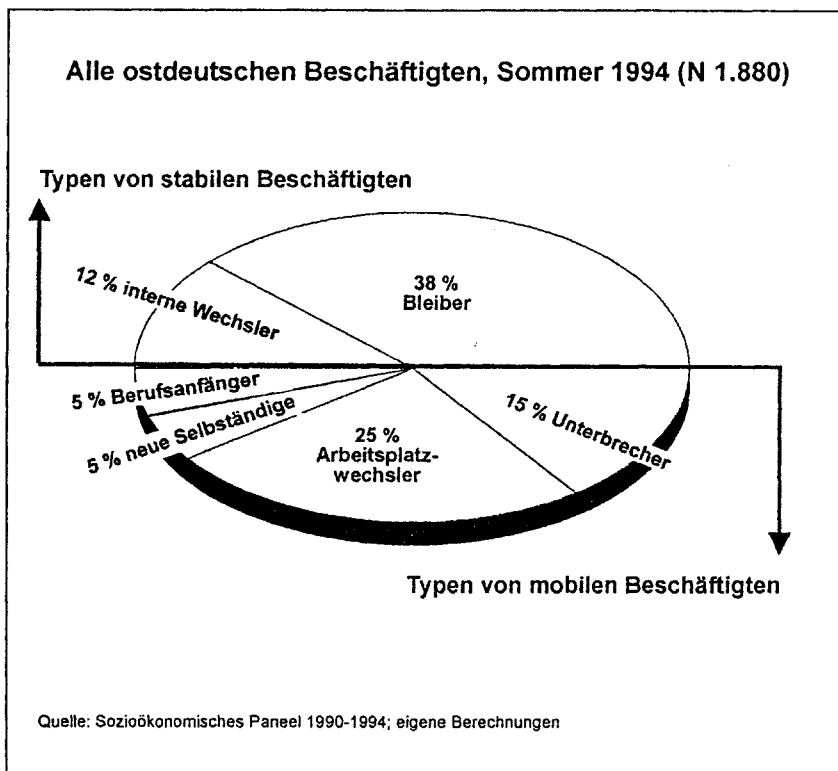 Alle ostdeutschen Beschäftigten, Sommer 1994 (N 1.880)
Typen von stabilen Beschäftigten
38 %
Bleiber
12 % interne Wechsler
5 % Berufsanfänger
5 % neue Selbständige
25 %
Arbeitsplatz-
wechsler
15 % Unterbrecher
Typen von mobilen Beschäftigten
Quelle: Sozioökonomisches Paneel 1990-1994; eigene Berechnungen